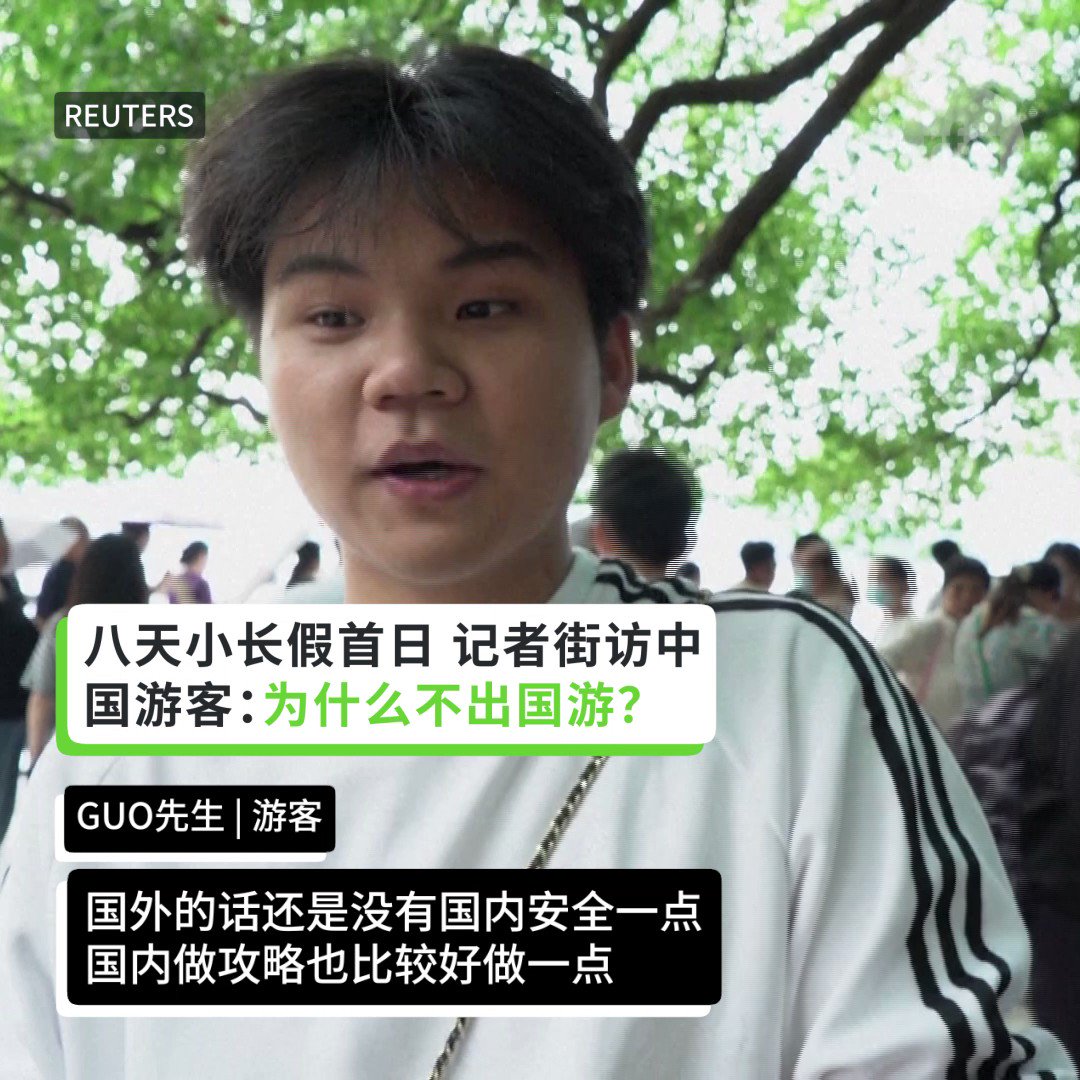 REUTERS
八天小长假首日 记者街访中
国游客：为什么不出国游？
GUO先生 | 游客
国外的话还是没有国内安全一点
国内做攻略也比较好做一点